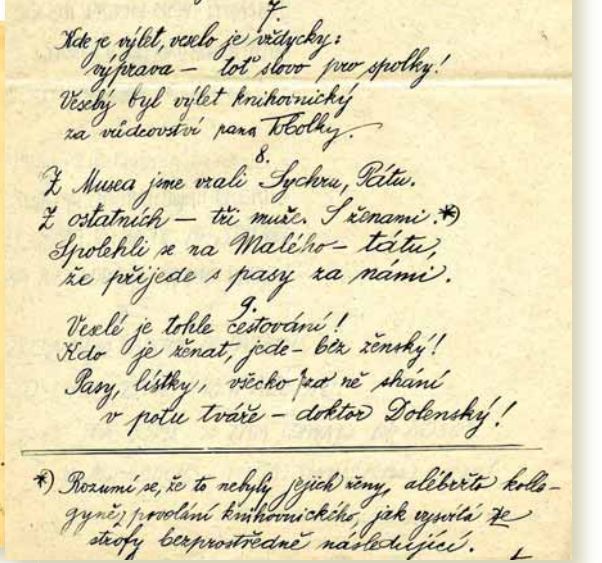 7.
Kde je výlet, veselo je vždycky:
výprava — toť slovo pro spolky!
Veselý byl výlet knihovnický
za vůdcovství pana Tobolky.
8.
Z Musea jsme vzali Sychru, Pátu.
Z ostatních — tři muže. S ženami.*)
Spolehli se na Malého — tátu,
že přijede s pasy za námi.
9.
Veselé je tohle cestování!
Kdo je ženat, jede — bez ženský!
Pasy, lístky, všecko za ně shání
v potu tváře — doktor Dolenský!
*) Rozumí se, že to nebyly jejich ženy, alébržto kolle-
gyně povolání knihovnického, jak vysvítá ze
strofy bezprostředně následující.